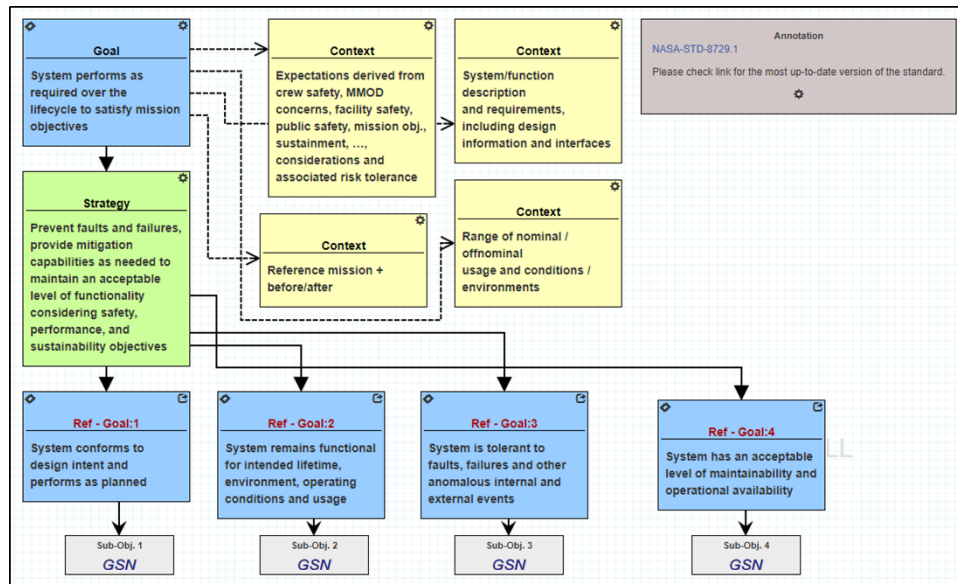 Goal
System performs as
required over the
lifecycle to satisfy mission
objectives
Context
Expectations derived from
crew safety, MMOD
concerns, facility safety,
public safety, mission obj.,
sustainment, ...,
considerations and
associated risk tolerance
Context
System/function
description
and requirements,
including design
information and interfaces
Annotation
NASA-STD-8729.1
Please check link for the most up-to-date version of the standard.
Strategy
Prevent faults and failures,
provide mitigation
capabilities as needed to
maintain an acceptable
level of functionality
considering safety,
performance, and
sustainability objectives
Context
Reference mission +
before/after
Context
Range of nominal /
offnominal
usage and conditions /
environments
Ref - Goal:1
System conforms to
design intent and
performs as planned
Ref - Goal:2
System remains functional
for intended lifetime,
environment, operating
conditions and usage
Ref - Goal:3
System is tolerant to
faults, failures and other
anomalous internal and
external events
Ref - Goal:4
System has an acceptable
level of maintainability and
operational availability
LL
Sub-Obj. 1
GSN
Sub-Obj. 2
GSN
Sub-Obj. 3
GSN
Sub-Obj. 4
GSN